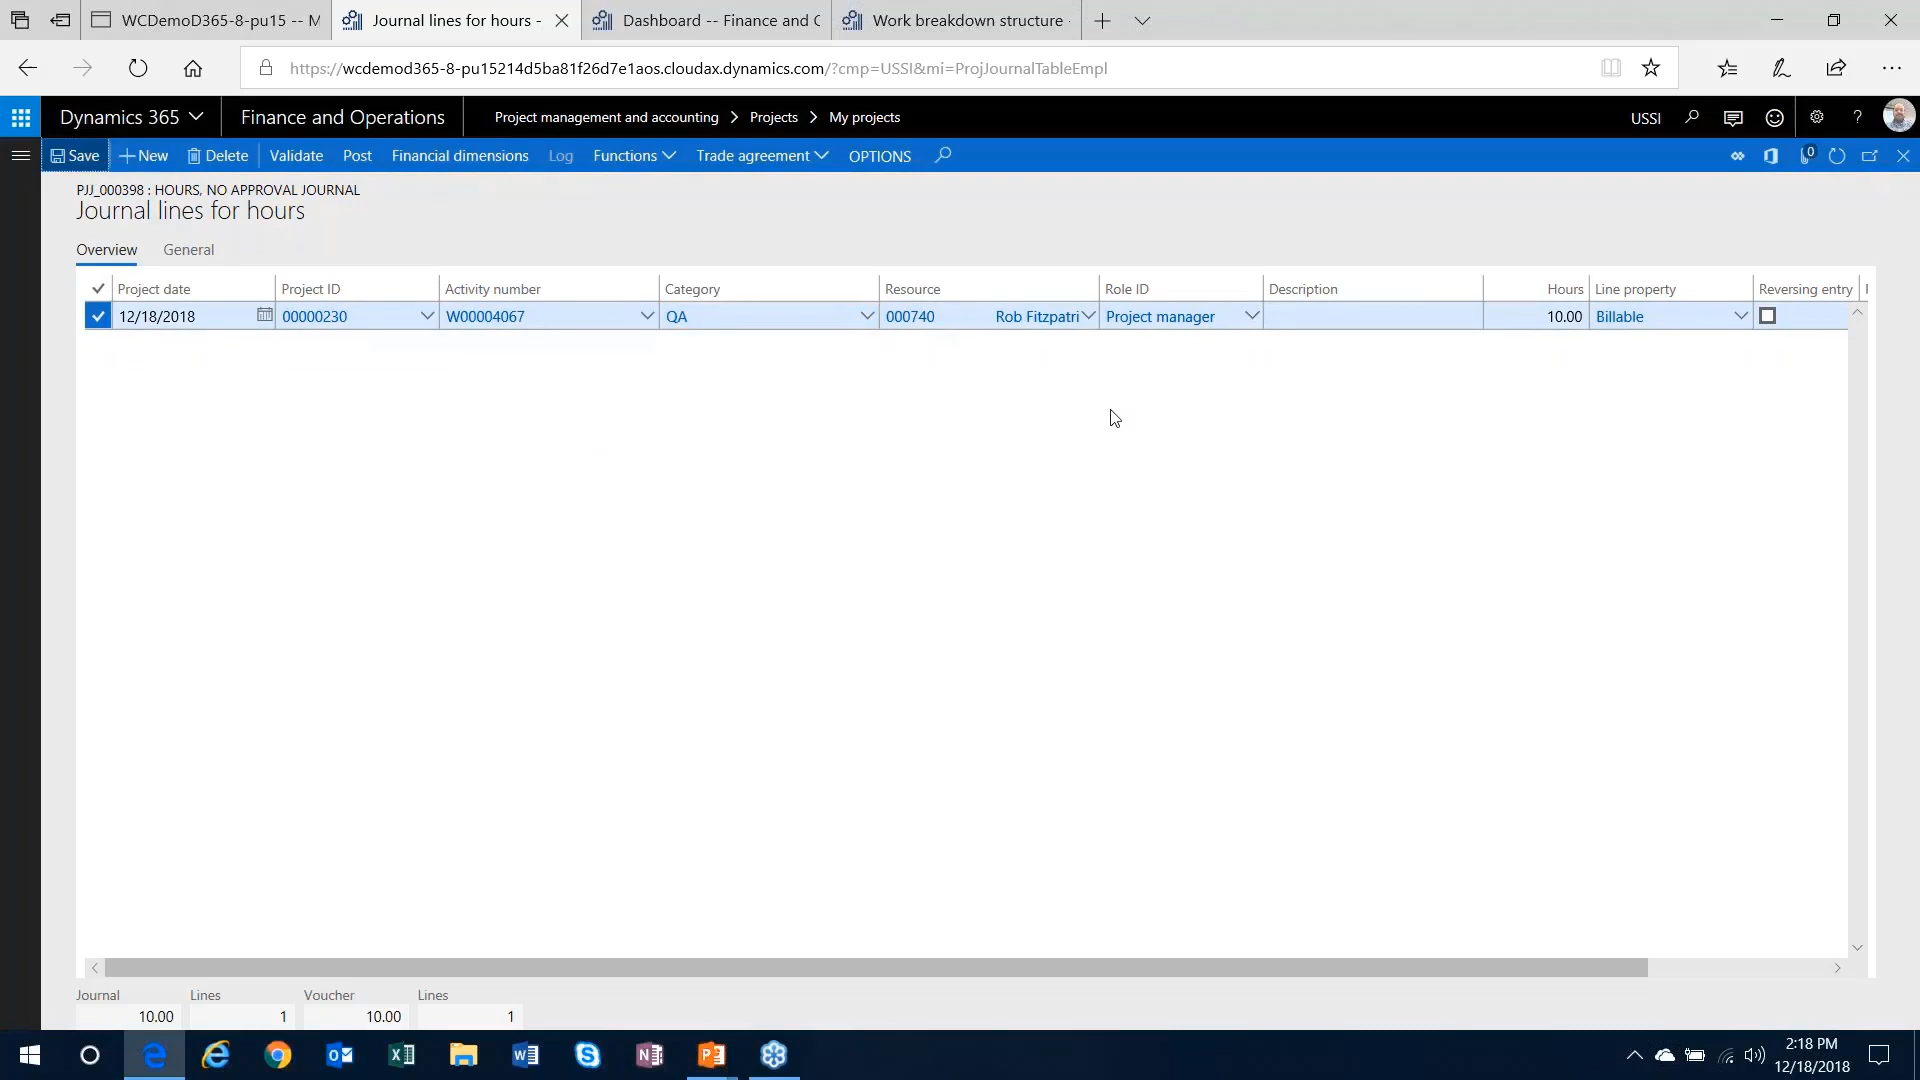 WCDemoD365-8-pu15 -- M
Journal lines for hours -
Dashboard -- Finance and O
Work breakdown structure -
https://wcdemod365-8-pu15214d5ba81f26d7e1aos.cloudax.dynamics.com/?cmp=USSI&mi=ProjJournalTableEmpl
Dynamics 365
Finance and Operations
Project management and accounting > Projects > My projects
USSI
?
Save
+ New
Delete
Validate
Post
Financial dimensions
Log
Functions
Trade agreement
OPTIONS
0
PJJ_000398 : HOURS, NO APPROVAL JOURNAL
Journal lines for hours
Overview General
Project date Project ID Activity number Category Resource Role ID Description Hours Line property Reversing entry
12/18/2018 00000230 W00004067 QA 000740 Rob Fitzpatri Project manager 10.00 Billable
Journal Lines Voucher Lines
10.00 1 10.00 1
2:18 PM
12/18/2018